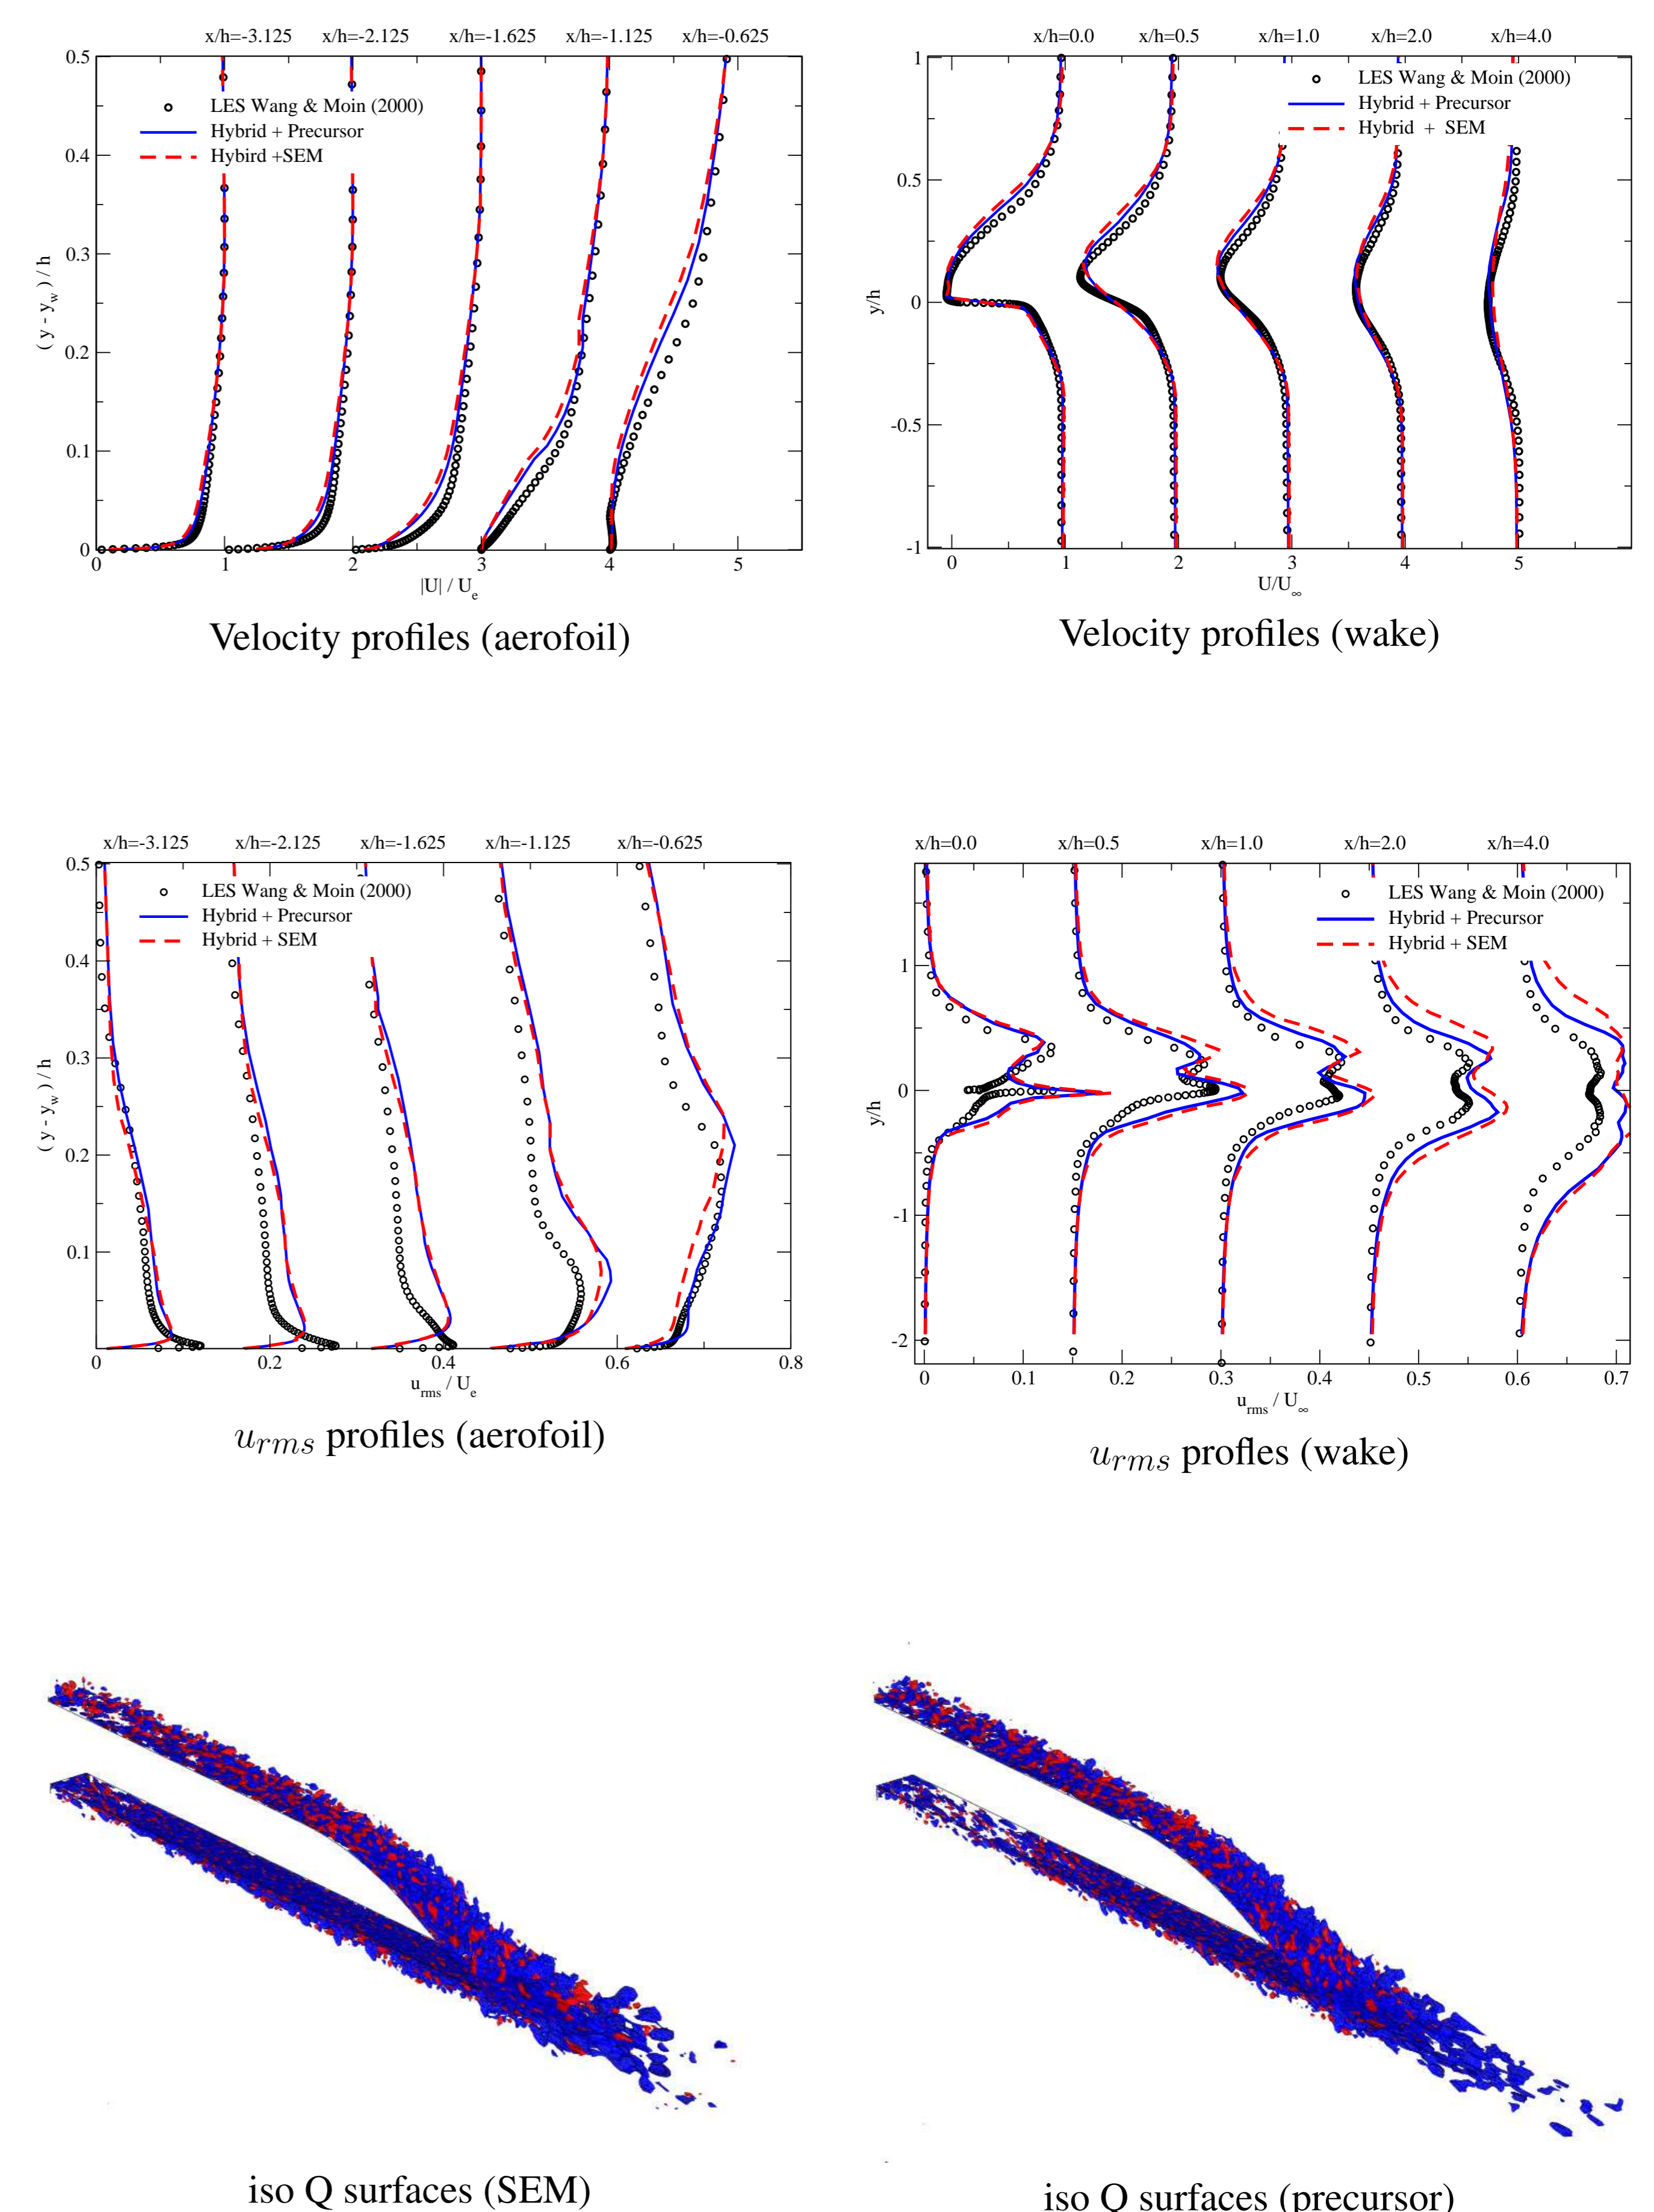 x/h=-3.125 x/h=-2.125 x/h=-1.625 x/h=-1.125 x/h=-0.625
0.5
0.4
0.3
0.2
0.1
0
( y - y_w ) / h
LES Wang & Moin (2000)
Hybrid + Precursor
Hybird +SEM
0 1 2 3 4 5
|U| / U_e
Velocity profiles (aerofoil)
x/h=0.0 x/h=0.5 x/h=1.0 x/h=2.0 x/h=4.0
1
0.5
0
-0.5
-1
y/h
LES Wang & Moin (2000)
Hybrid + Precursor
Hybrid + SEM
0 1 2 3 4 5
U/U_∞
Velocity profiles (wake)
x/h=-3.125 x/h=-2.125 x/h=-1.625 x/h=-1.125 x/h=-0.625
0.5
0.4
0.3
0.2
0.1
( y - y_w ) / h
LES Wang & Moin (2000)
Hybrid + Precursor
Hybrid + SEM
0 0.2 0.4 0.6 0.8
u_rms / U_e
u_rms profiles (aerofoil)
x/h=0.0 x/h=0.5 x/h=1.0 x/h=2.0 x/h=4.0
1
0
-1
-2
y/h
LES Wang & Moin (2000)
Hybrid + Precursor
Hybrid + SEM
0 0.1 0.2 0.3 0.4 0.5 0.6 0.7
u_rms / U_∞
u_rms profles (wake)
iso Q surfaces (SEM)
iso Q surfaces (precursor)